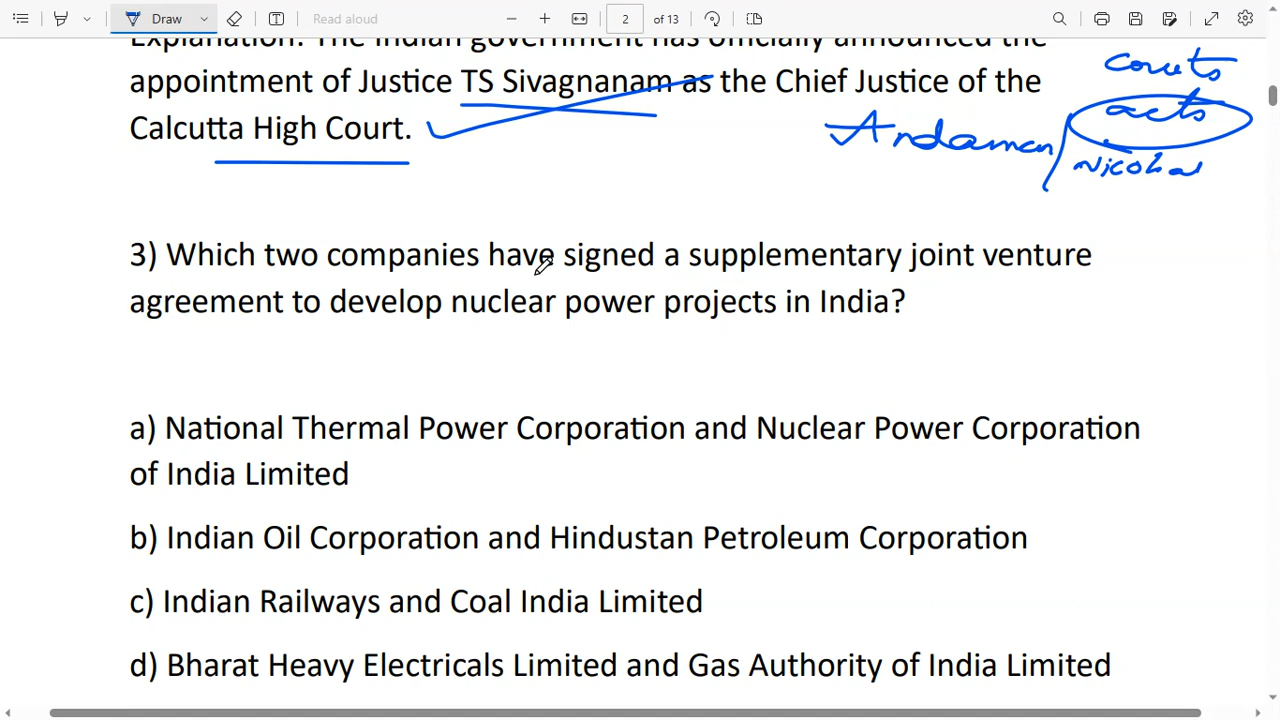 Draw
Read aloud
2
of 13
Explanation: The Indian government has officially announced the
appointment of Justice TS Sivagnanam as the Chief Justice of the
Calcutta High Court.
courts
acts
Andaman/
Nicobar
3) Which two companies have signed a supplementary joint venture
agreement to develop nuclear power projects in India?
a) National Thermal Power Corporation and Nuclear Power Corporation
of India Limited
b) Indian Oil Corporation and Hindustan Petroleum Corporation
c) Indian Railways and Coal India Limited
d) Bharat Heavy Electricals Limited and Gas Authority of India Limited